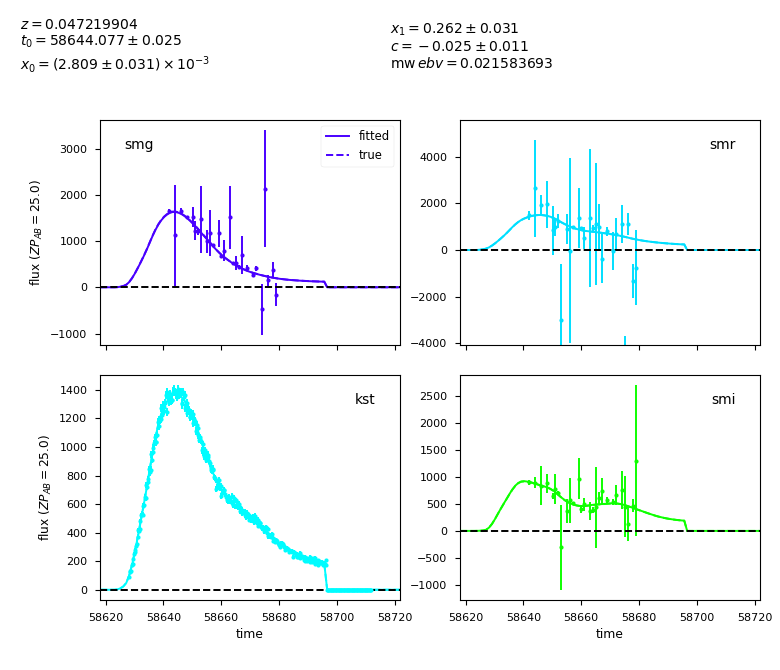 z = 0.047219904
t₀ = 58644.077 ± 0.025
x₀ = (2.809 ± 0.031) × 10⁻³
x₁ = 0.262 ± 0.031
c = −0.025 ± 0.011
mw ebv = 0.021583693
smg
fitted
true
3000
2000
1000
0
−1000
flux (ZP_AB = 25.0)
smr
4000
2000
0
−2000
−4000
kst
1400
1200
1000
800
600
400
200
0
flux (ZP_AB = 25.0)
58620 58640 58660 58680 58700 58720
time
smi
2500
2000
1500
1000
500
0
−500
−1000
58620 58640 58660 58680 58700 58720
time